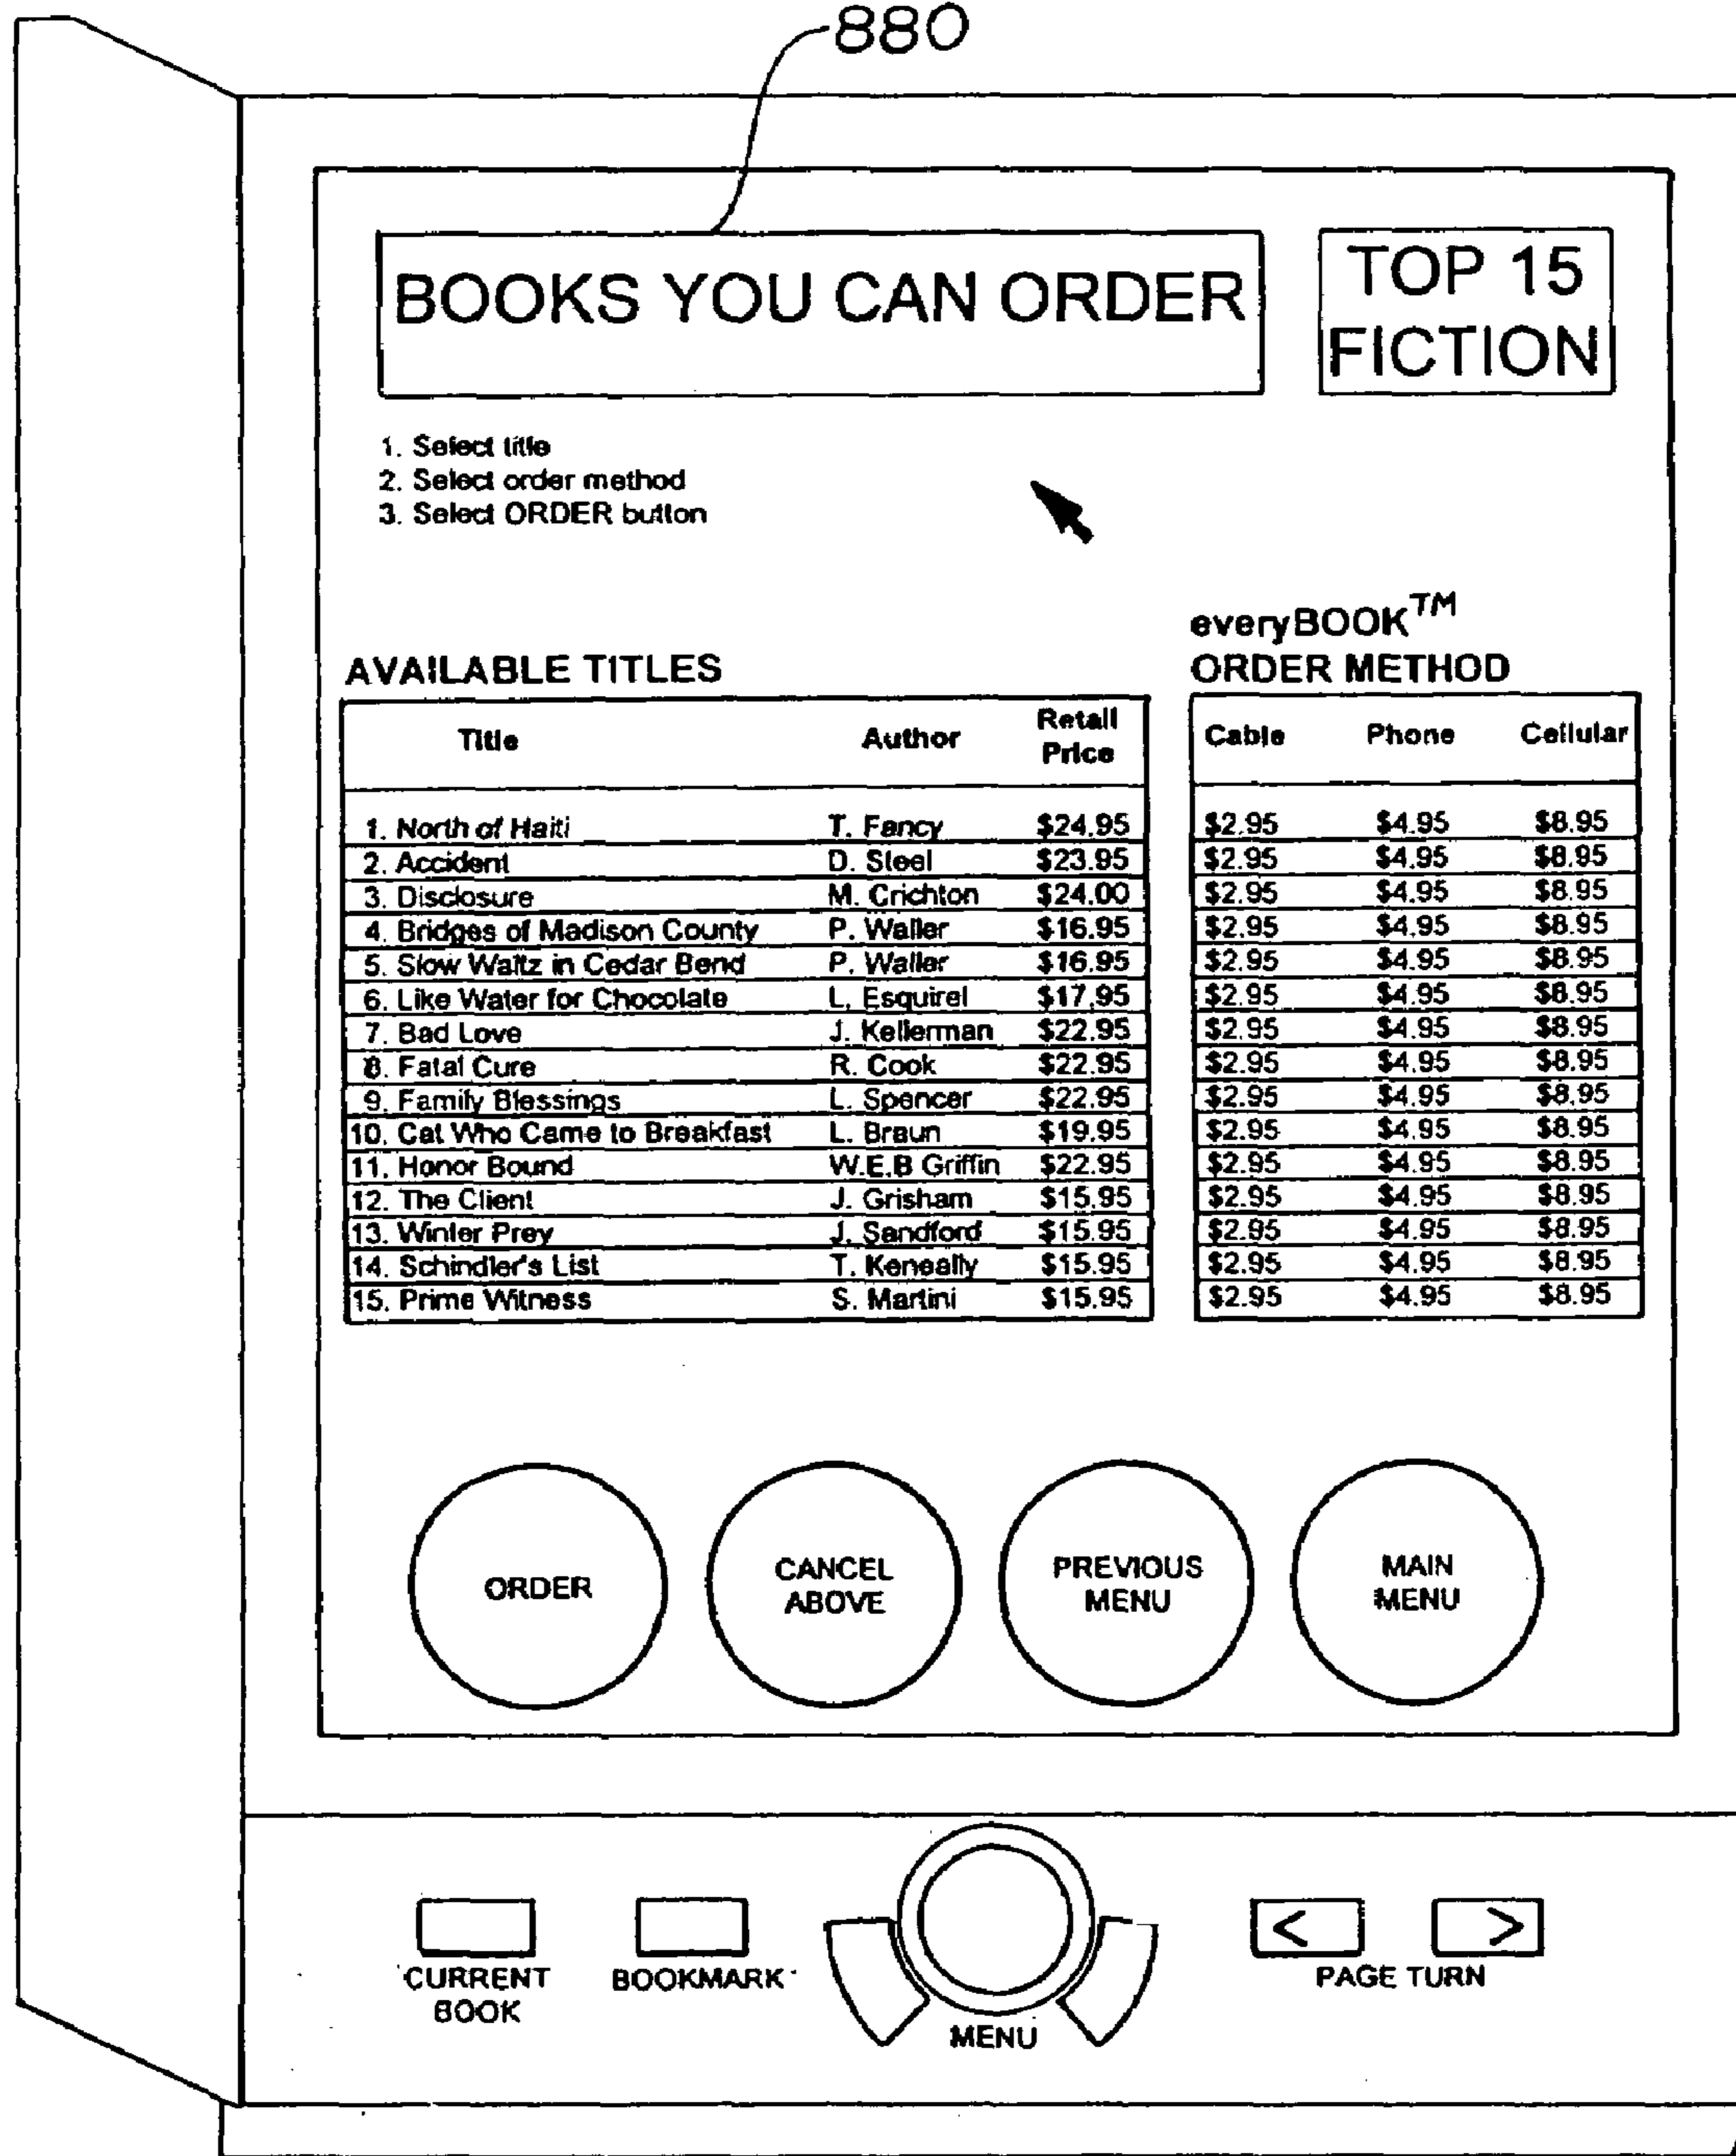 880
BOOKS YOU CAN ORDER
TOP 15
FICTION
1. Select title
2. Select order method
3. Select ORDER button
AVAILABLE TITLES
everyBOOK™
ORDER METHOD
Title Author Retail Price Cable Phone Cellular
1. North of Haiti T. Fancy $24.95 $2.95 $4.95 $8.95
2. Accident D. Steel $23.95 $2.95 $4.95 $8.95
3. Disclosure M. Crichton $24.00 $2.95 $4.95 $8.95
4. Bridges of Madison County P. Waller $16.95 $2.95 $4.95 $8.95
5. Slow Waltz in Cedar Bend P. Waller $16.95 $2.95 $4.95 $8.95
6. Like Water for Chocolate L. Esquirel $17.95 $2.95 $4.95 $8.95
7. Bad Love J. Kellerman $22.95 $2.95 $4.95 $8.95
8. Fatal Cure R. Cook $22.95 $2.95 $4.95 $8.95
9. Family Blessings L. Spencer $22.95 $2.95 $4.95 $8.95
10. Cat Who Came to Breakfast L. Braun $19.95 $2.95 $4.95 $8.95
11. Honor Bound W.E.B Griffin $22.95 $2.95 $4.95 $8.95
12. The Client J. Grisham $15.95 $2.95 $4.95 $8.95
13. Winter Prey J. Sandford $15.95 $2.95 $4.95 $8.95
14. Schindler's List T. Keneally $15.95 $2.95 $4.95 $8.95
15. Prime Witness S. Martini $15.95 $2.95 $4.95 $8.95
ORDER
CANCEL
ABOVE
PREVIOUS
MENU
MAIN
MENU
< >
CURRENT
BOOK
BOOKMARK
MENU
PAGE TURN